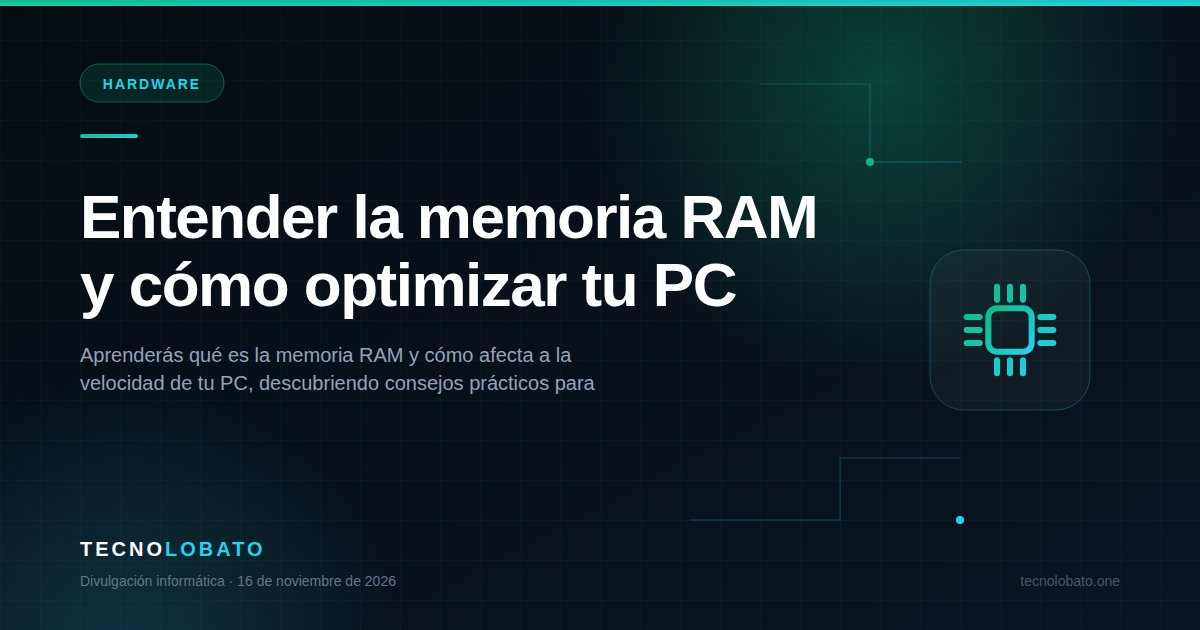 HARDWARE
Entender la memoria RAM
y cómo optimizar tu PC
Aprenderás qué es la memoria RAM y cómo afecta a la
velocidad de tu PC, descubriendo consejos prácticos para
TECNOLOBATO
Divulgación informática · 16 de noviembre de 2026
tecnolobato.one